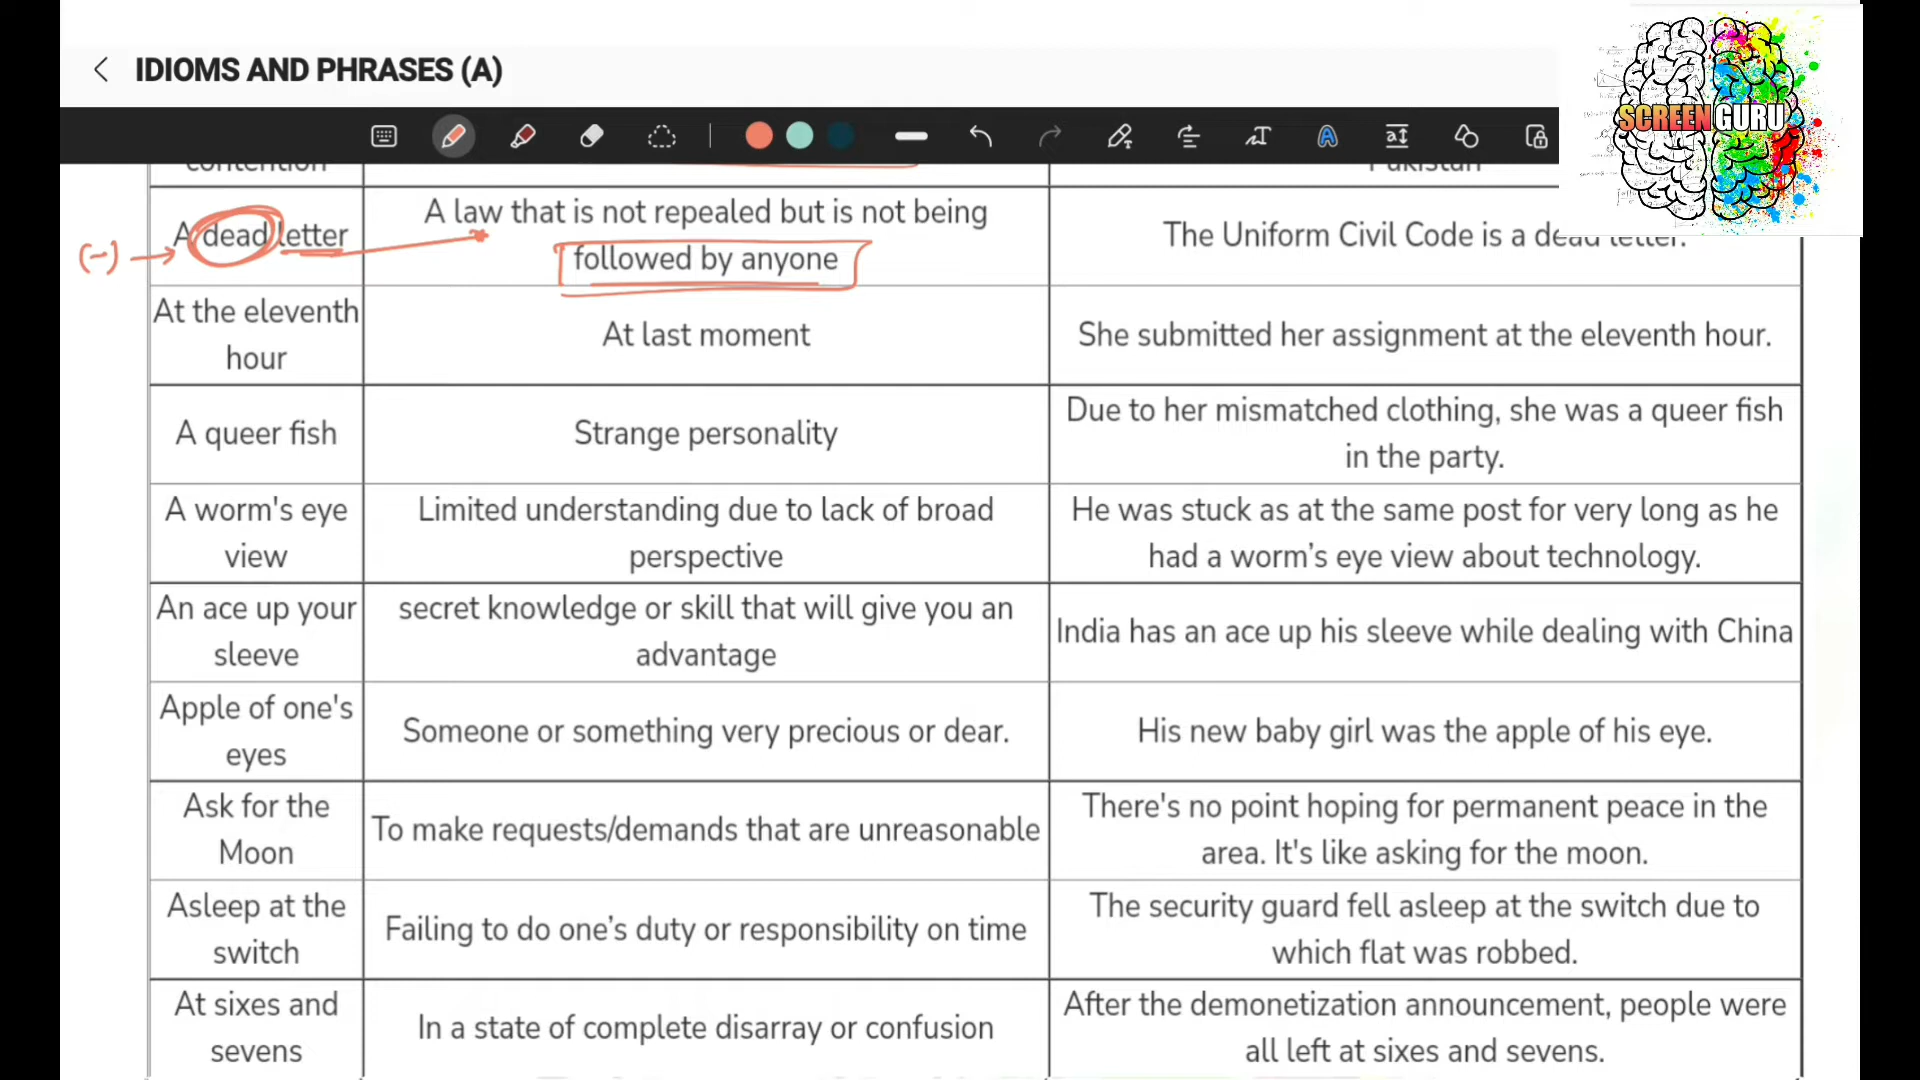 IDIOMS AND PHRASES (A)
SCREEN GURU
contention
Pakistan
A dead letter
A law that is not repealed but is not being
followed by anyone
The Uniform Civil Code is a dead letter.
(-)
At the eleventh
hour
At last moment
She submitted her assignment at the eleventh hour.
A queer fish
Strange personality
Due to her mismatched clothing, she was a queer fish
in the party.
A worm's eye
view
Limited understanding due to lack of broad
perspective
He was stuck as at the same post for very long as he
had a worm’s eye view about technology.
An ace up your
sleeve
secret knowledge or skill that will give you an
advantage
India has an ace up his sleeve while dealing with China
Apple of one's
eyes
Someone or something very precious or dear.
His new baby girl was the apple of his eye.
Ask for the
Moon
To make requests/demands that are unreasonable
There's no point hoping for permanent peace in the
area. It's like asking for the moon.
Asleep at the
switch
Failing to do one’s duty or responsibility on time
The security guard fell asleep at the switch due to
which flat was robbed.
At sixes and
sevens
In a state of complete disarray or confusion
After the demonetization announcement, people were
all left at sixes and sevens.